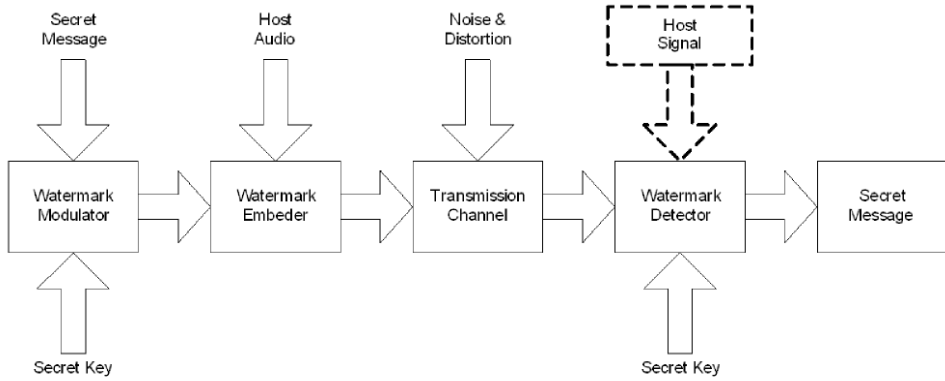 Secret
Message
Host
Audio
Noise &
Distortion
Host
Signal
Watermark
Modulator
Watermark
Embeder
Transmission
Channel
Watermark
Detector
Secret
Message
Secret Key
Secret Key